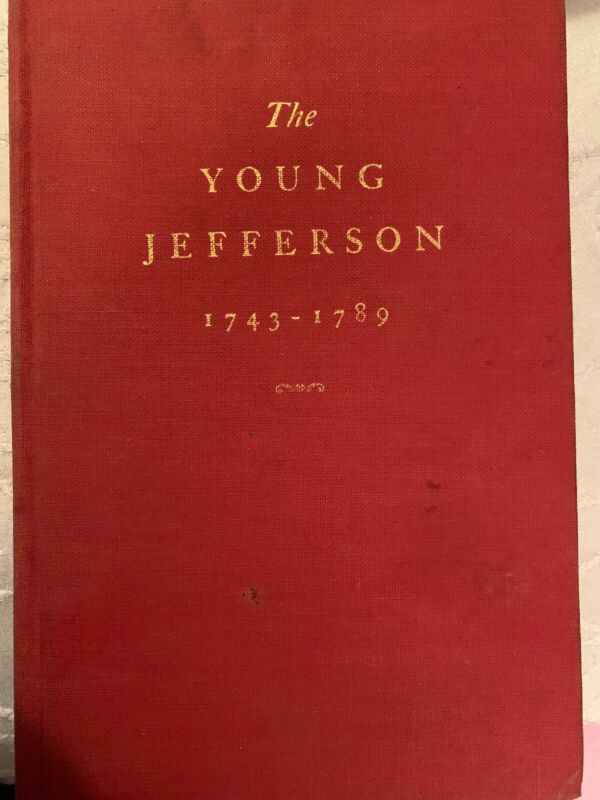 The
YOUNG
JEFFERSON
1743-1789